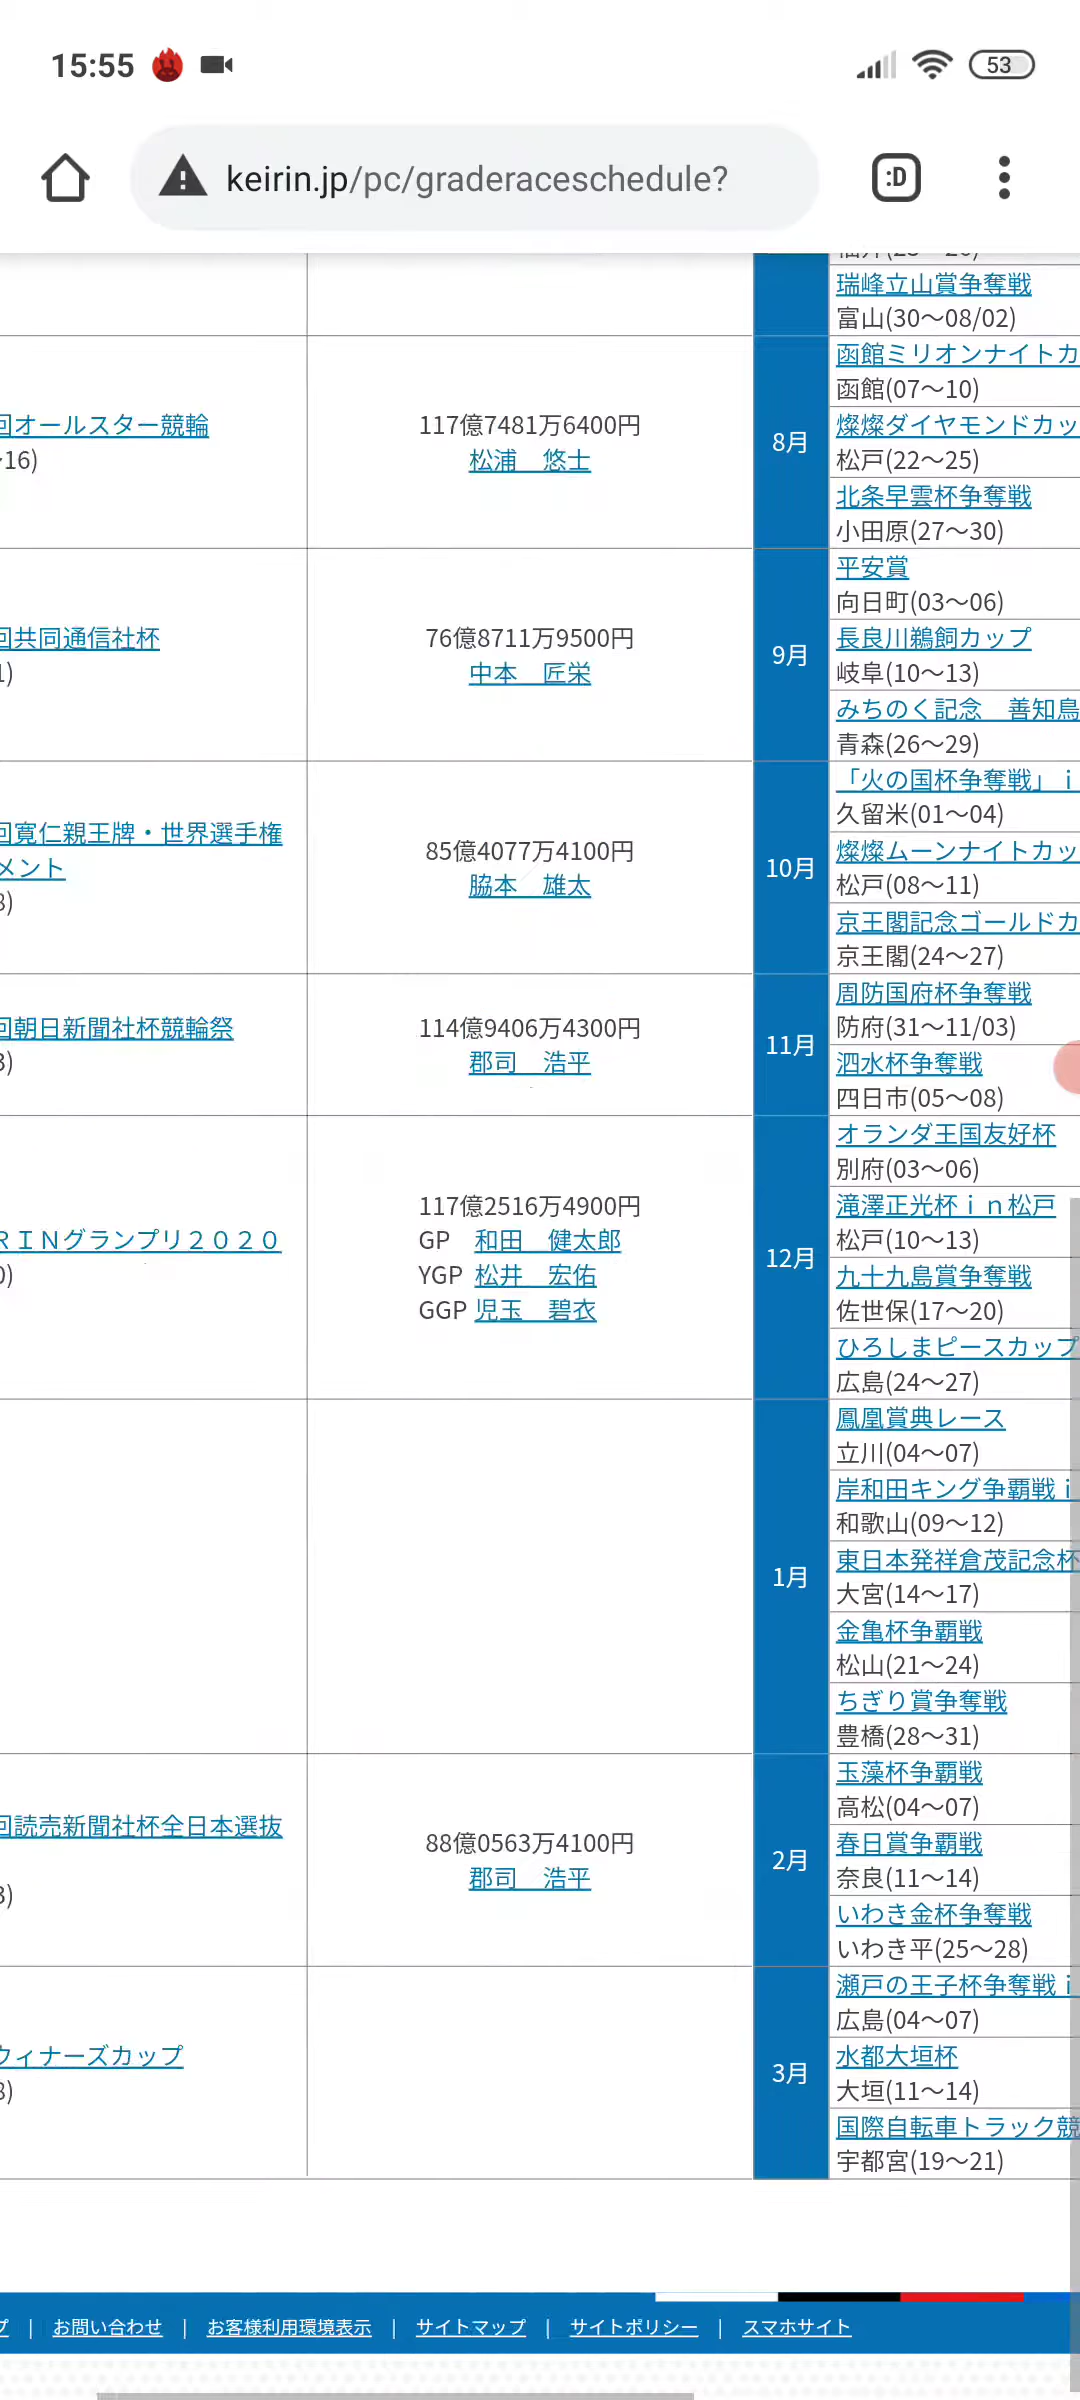 15:55
53
keirin.jp/pc/graderaceschedule?
:D
瑞峰立山賞争奪戦
富山(30〜08/02)
回オールスター競輪
16)
117億7481万6400円
松浦　悠士
8月
函館ミリオンナイトカ
函館(07〜10)
燦燦ダイヤモンドカッ
松戸(22〜25)
北条早雲杯争奪戦
小田原(27〜30)
回共同通信社杯
1)
76億8711万9500円
中本　匠栄
9月
平安賞
向日町(03〜06)
長良川鵜飼カップ
岐阜(10〜13)
みちのく記念　善知鳥
青森(26〜29)
回寛仁親王牌・世界選手権
メント
3)
85億4077万4100円
脇本　雄太
10月
「火の国杯争奪戦」ｉ
久留米(01〜04)
燦燦ムーンナイトカッ
松戸(08〜11)
京王閣記念ゴールドカ
京王閣(24〜27)
回朝日新聞社杯競輪祭
3)
114億9406万4300円
郡司　浩平
11月
周防国府杯争奪戦
防府(31〜11/03)
泗水杯争奪戦
四日市(05〜08)
ＲＩＮグランプリ２０２０
0)
117億2516万4900円
GP 和田　健太郎
YGP 松井　宏佑
GGP 児玉　碧衣
12月
オランダ王国友好杯
別府(03〜06)
滝澤正光杯ｉｎ松戸
松戸(10〜13)
九十九島賞争奪戦
佐世保(17〜20)
ひろしまピースカップ
広島(24〜27)
1月
鳳凰賞典レース
立川(04〜07)
岸和田キング争覇戦ｉ
和歌山(09〜12)
東日本発祥倉茂記念杯
大宮(14〜17)
金亀杯争覇戦
松山(21〜24)
ちぎり賞争奪戦
豊橋(28〜31)
回読売新聞社杯全日本選抜
3)
88億0563万4100円
郡司　浩平
2月
玉藻杯争覇戦
高松(04〜07)
春日賞争覇戦
奈良(11〜14)
いわき金杯争奪戦
いわき平(25〜28)
ウィナーズカップ
3)
3月
瀬戸の王子杯争奪戦ｉ
広島(04〜07)
水都大垣杯
大垣(11〜14)
国際自転車トラック競
宇都宮(19〜21)
プ | お問い合わせ | お客様利用環境表示 | サイトマップ | サイトポリシー | スマホサイト